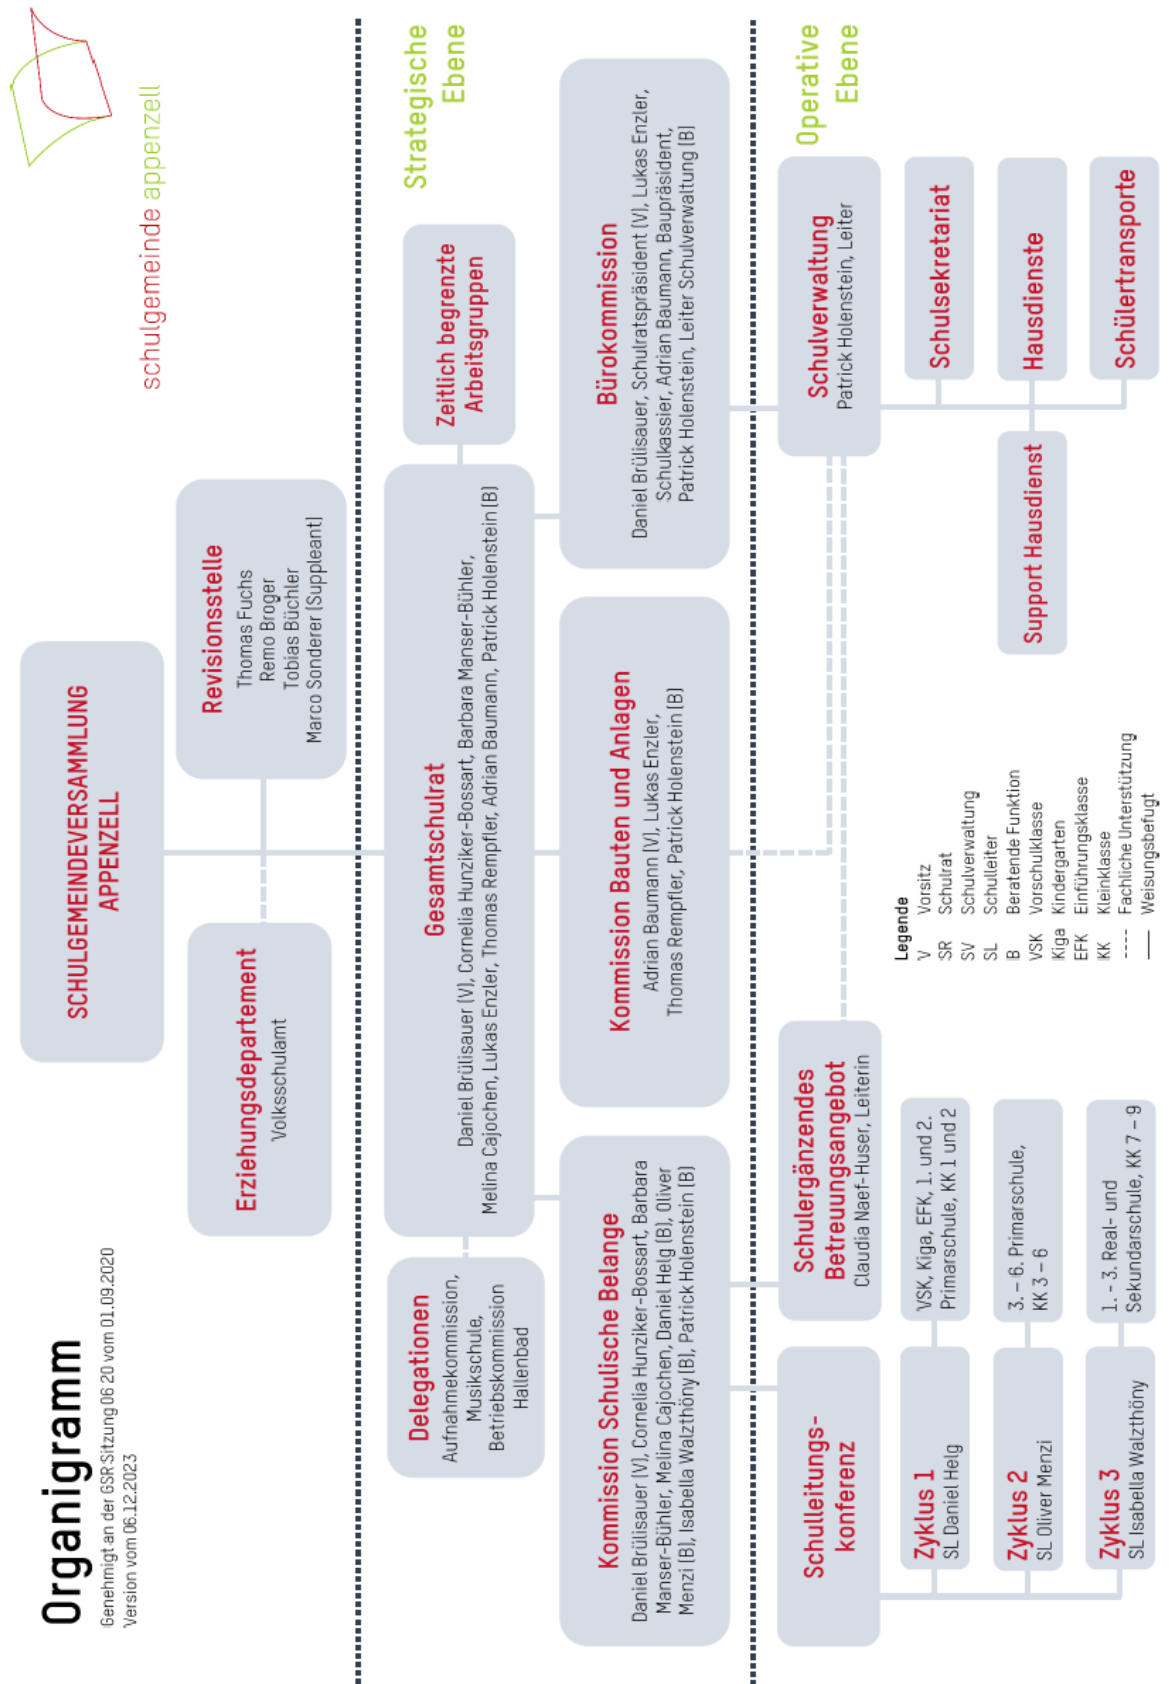 Organigramm
Genehmigt an der GSR Sitzung 06 20 vom 01.09.2020
Version vom 06.12.2023
schulgemeinde appenzell
SCHULGEMEINDEVERSAMMLUNG
APPENZELL
Erziehungsdepartement
Volksschulamt
Revisionsstelle
Thomas Fuchs
Remo Broger
Tobias Büchler
Marco Sonderer (Suppleant)
Strategische
Ebene
Delegationen
Aufnahmekommission,
Musikschule,
Betriebskommission
Hallenbad
Gesamtschulrat
Daniel Brülisauer (V), Cornelia Hunziker-Bossart, Barbara Manser-Bühler,
Melina Cajochen, Lukas Enzler, Thomas Rempfler, Adrian Baumann, Patrick Holenstein (B)
Zeitlich begrenzte
Arbeitsgruppen
Kommission Schulische Belange
Daniel Brülisauer (V), Cornelia Hunziker-Bossart, Barbara
Manser-Bühler, Melina Cajochen, Daniel Helg (B), Oliver
Menzi (B), Isabella Walzthöny (B), Patrick Holenstein (B)
Kommission Bauten und Anlagen
Adrian Baumann (V), Lukas Enzler,
Thomas Rempfler, Patrick Holenstein (B)
Bürokommission
Daniel Brülisauer, Schulratspräsident (V), Lukas Enzler,
Schulkassier, Adrian Baumann, Baupräsident,
Patrick Holenstein, Leiter Schulverwaltung (B)
Operative
Ebene
Schulleitungs-
konferenz
Schulergänzendes
Betreuungsangebot
Claudia Naef-Huser, Leiterin
Schulverwaltung
Patrick Holenstein, Leiter
Zyklus 1
SL Daniel Helg
VSK, Kiga, EFK, 1. und 2.
Primarschule, KK 1 und 2
Zyklus 2
SL Oliver Menzi
3. – 6. Primarschule,
KK 3 – 6
Zyklus 3
SL Isabella Walzthöny
1. – 3. Real- und
Sekundarschule, KK 7 – 9
Legende
V Vorsitz
SR Schulrat
SV Schulverwaltung
SL Schulleiter
B Beratende Funktion
VSK Vorschulklasse
Kiga Kindergarten
EFK Einführungsklasse
KK Kleinklasse
---- Fachliche Unterstützung
—— Weisungsbefugt
Schulsekretariat
Support Hausdienst
Hausdienste
Schülertransporte